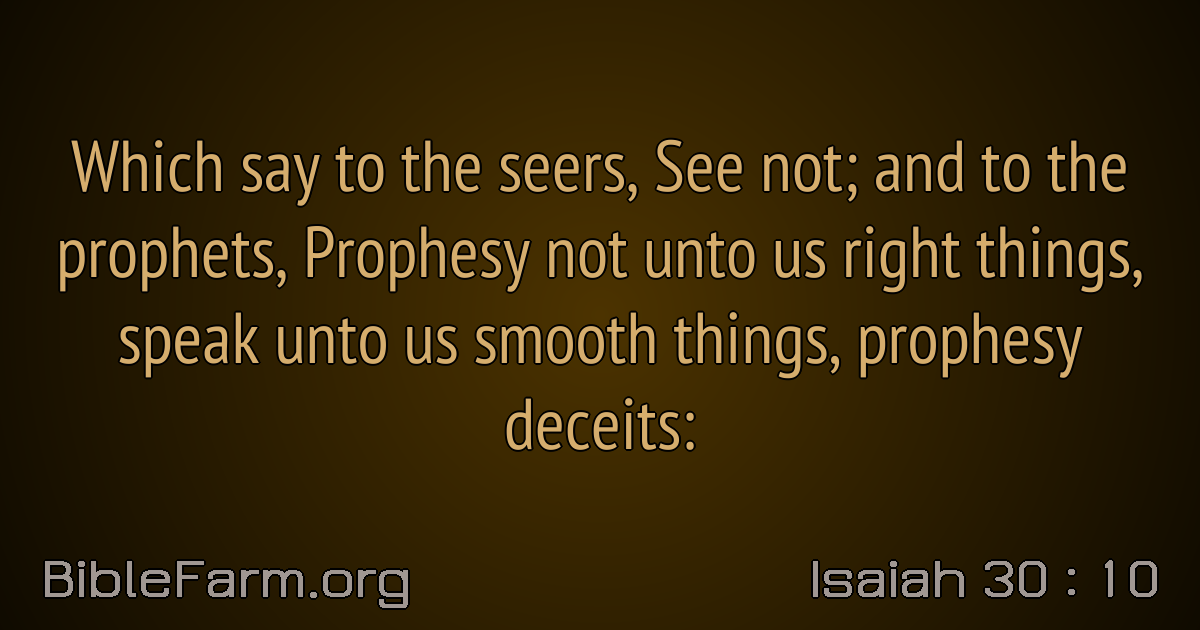 Which say to the seers, See not; and to the
prophets, Prophesy not unto us right things,
speak unto us smooth things, prophesy
deceits:
BibleFarm.org
Isaiah 30 : 10